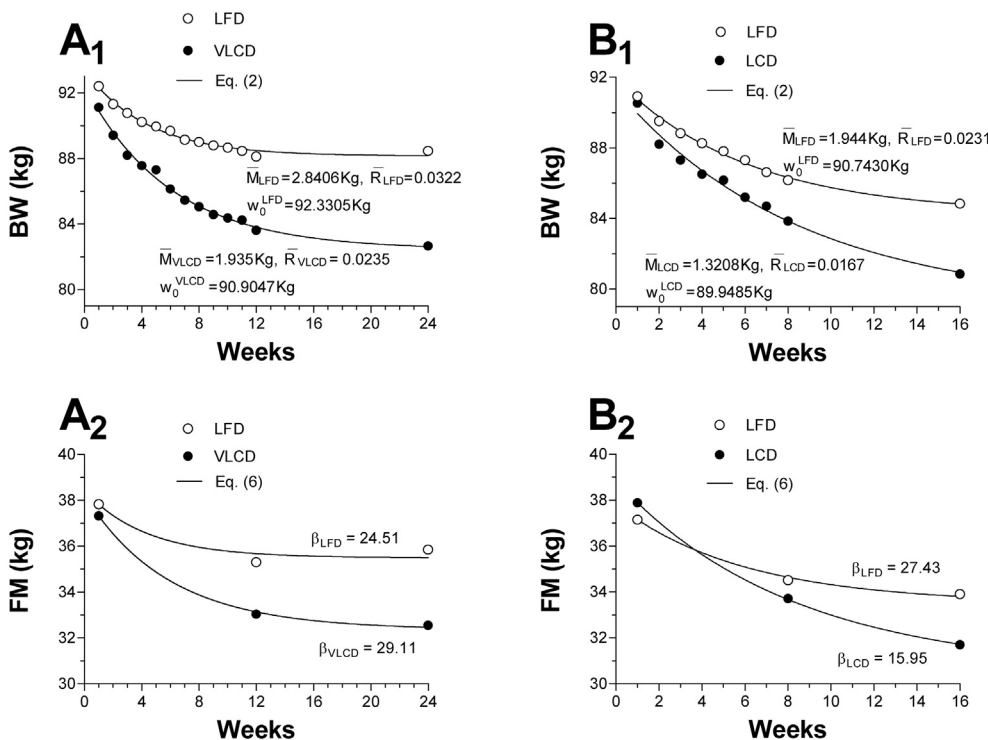 A1
LFD
VLCD
Eq. (2)
BW (kg)
92
88
84
80
M̅LFD=2.8406Kg, R̅LFD=0.0322
w0LFD=92.3305Kg
M̅VLCD=1.935Kg, R̅VLCD=0.0235
w0VLCD=90.9047Kg
0 4 8 12 16 20 24
Weeks
B1
LFD
LCD
Eq. (2)
BW (kg)
92
88
84
80
M̅LFD=1.944Kg, R̅LFD=0.0231
w0LFD=90.7430Kg
M̅LCD=1.3208Kg, R̅LCD=0.0167
w0LCD=89.9485Kg
0 2 4 6 8 10 12 14 16
Weeks
A2
LFD
VLCD
Eq. (6)
FM (kg)
40
38
36
34
32
30
βLFD = 24.51
βVLCD = 29.11
0 4 8 12 16 20 24
Weeks
B2
LFD
LCD
Eq. (6)
FM (kg)
40
38
36
34
32
30
βLFD = 27.43
βLCD = 15.95
0 2 4 6 8 10 12 14 16
Weeks